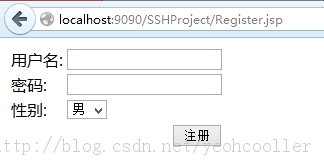 localhost:9090/SSHProject/Register.jsp
用户名:
密码:
性别: 男
注册
http://blog.csdn.net/yeohcooller